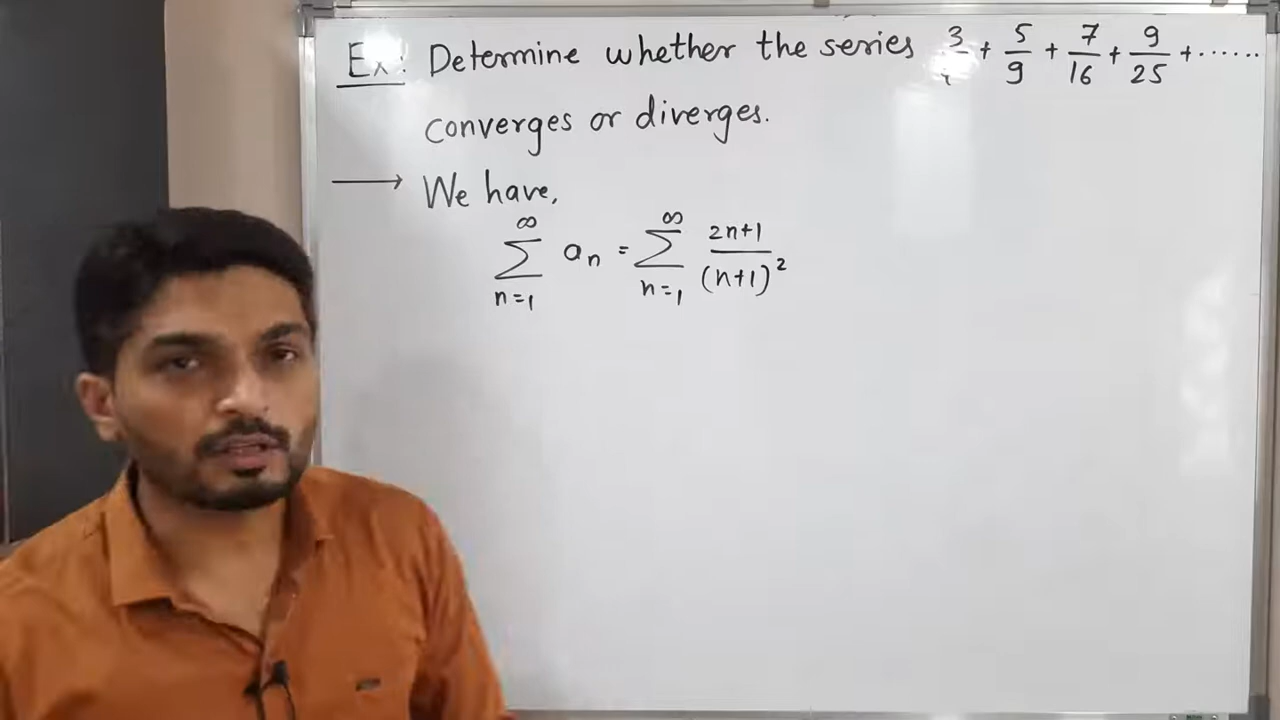 Ex: Determine whether the series 3/ + 5/9 + 7/16 + 9/25 + ......
converges or diverges.
→ We have,
∞∑n=1 an = ∞∑n=1 2n+1/(n+1)²